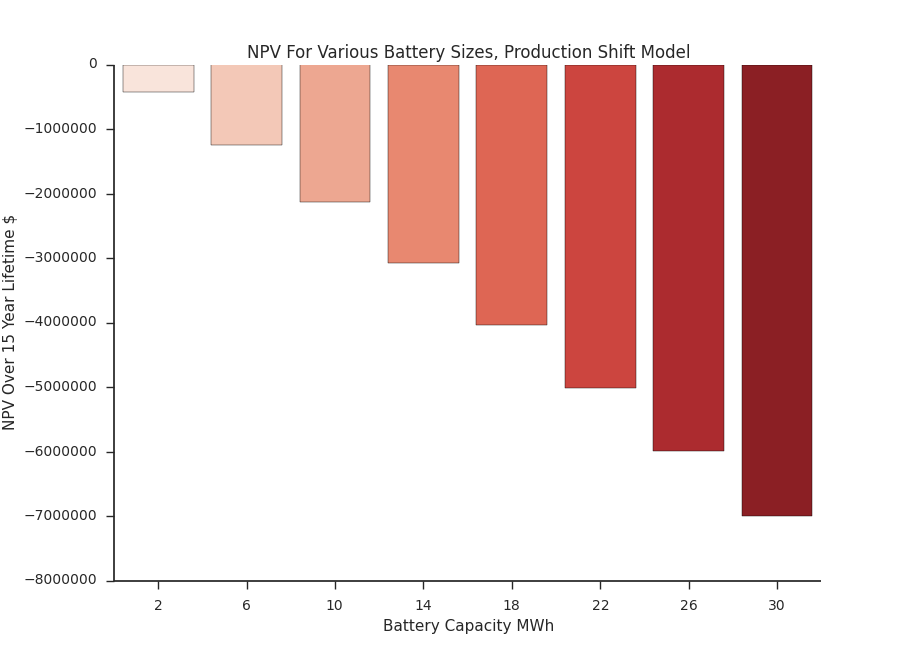 NPV For Various Battery Sizes, Production Shift Model
NPV Over 15 Year Lifetime $
0
−1000000
−2000000
−3000000
−4000000
−5000000
−6000000
−7000000
−8000000
2 6 10 14 18 22 26 30
Battery Capacity MWh